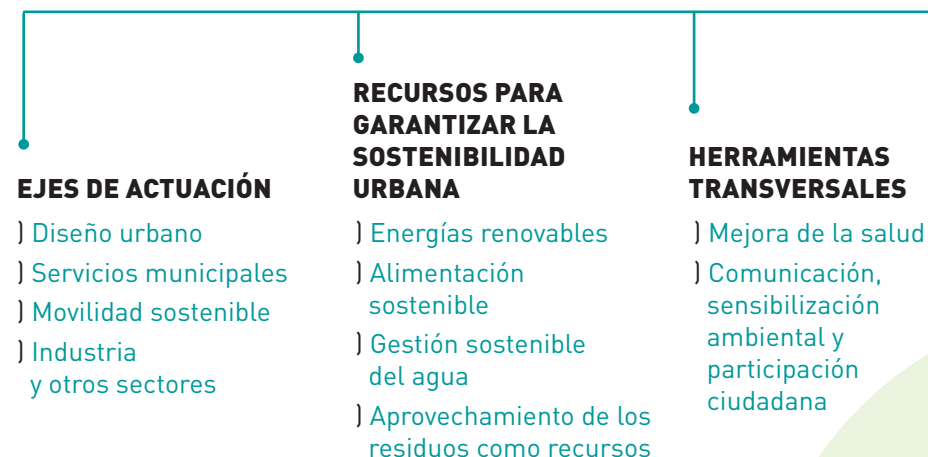 EJES DE ACTUACIÓN
) Diseño urbano
) Servicios municipales
) Movilidad sostenible
) Industria
y otros sectores
RECURSOS PARA
GARANTIZAR LA
SOSTENIBILIDAD
URBANA
) Energías renovables
) Alimentación
sostenible
) Gestión sostenible
del agua
) Aprovechamiento de los
residuos como recursos
HERRAMIENTAS
TRANSVERSALES
) Mejora de la salud
) Comunicación,
sensibilización
ambiental y
participación
ciudadana